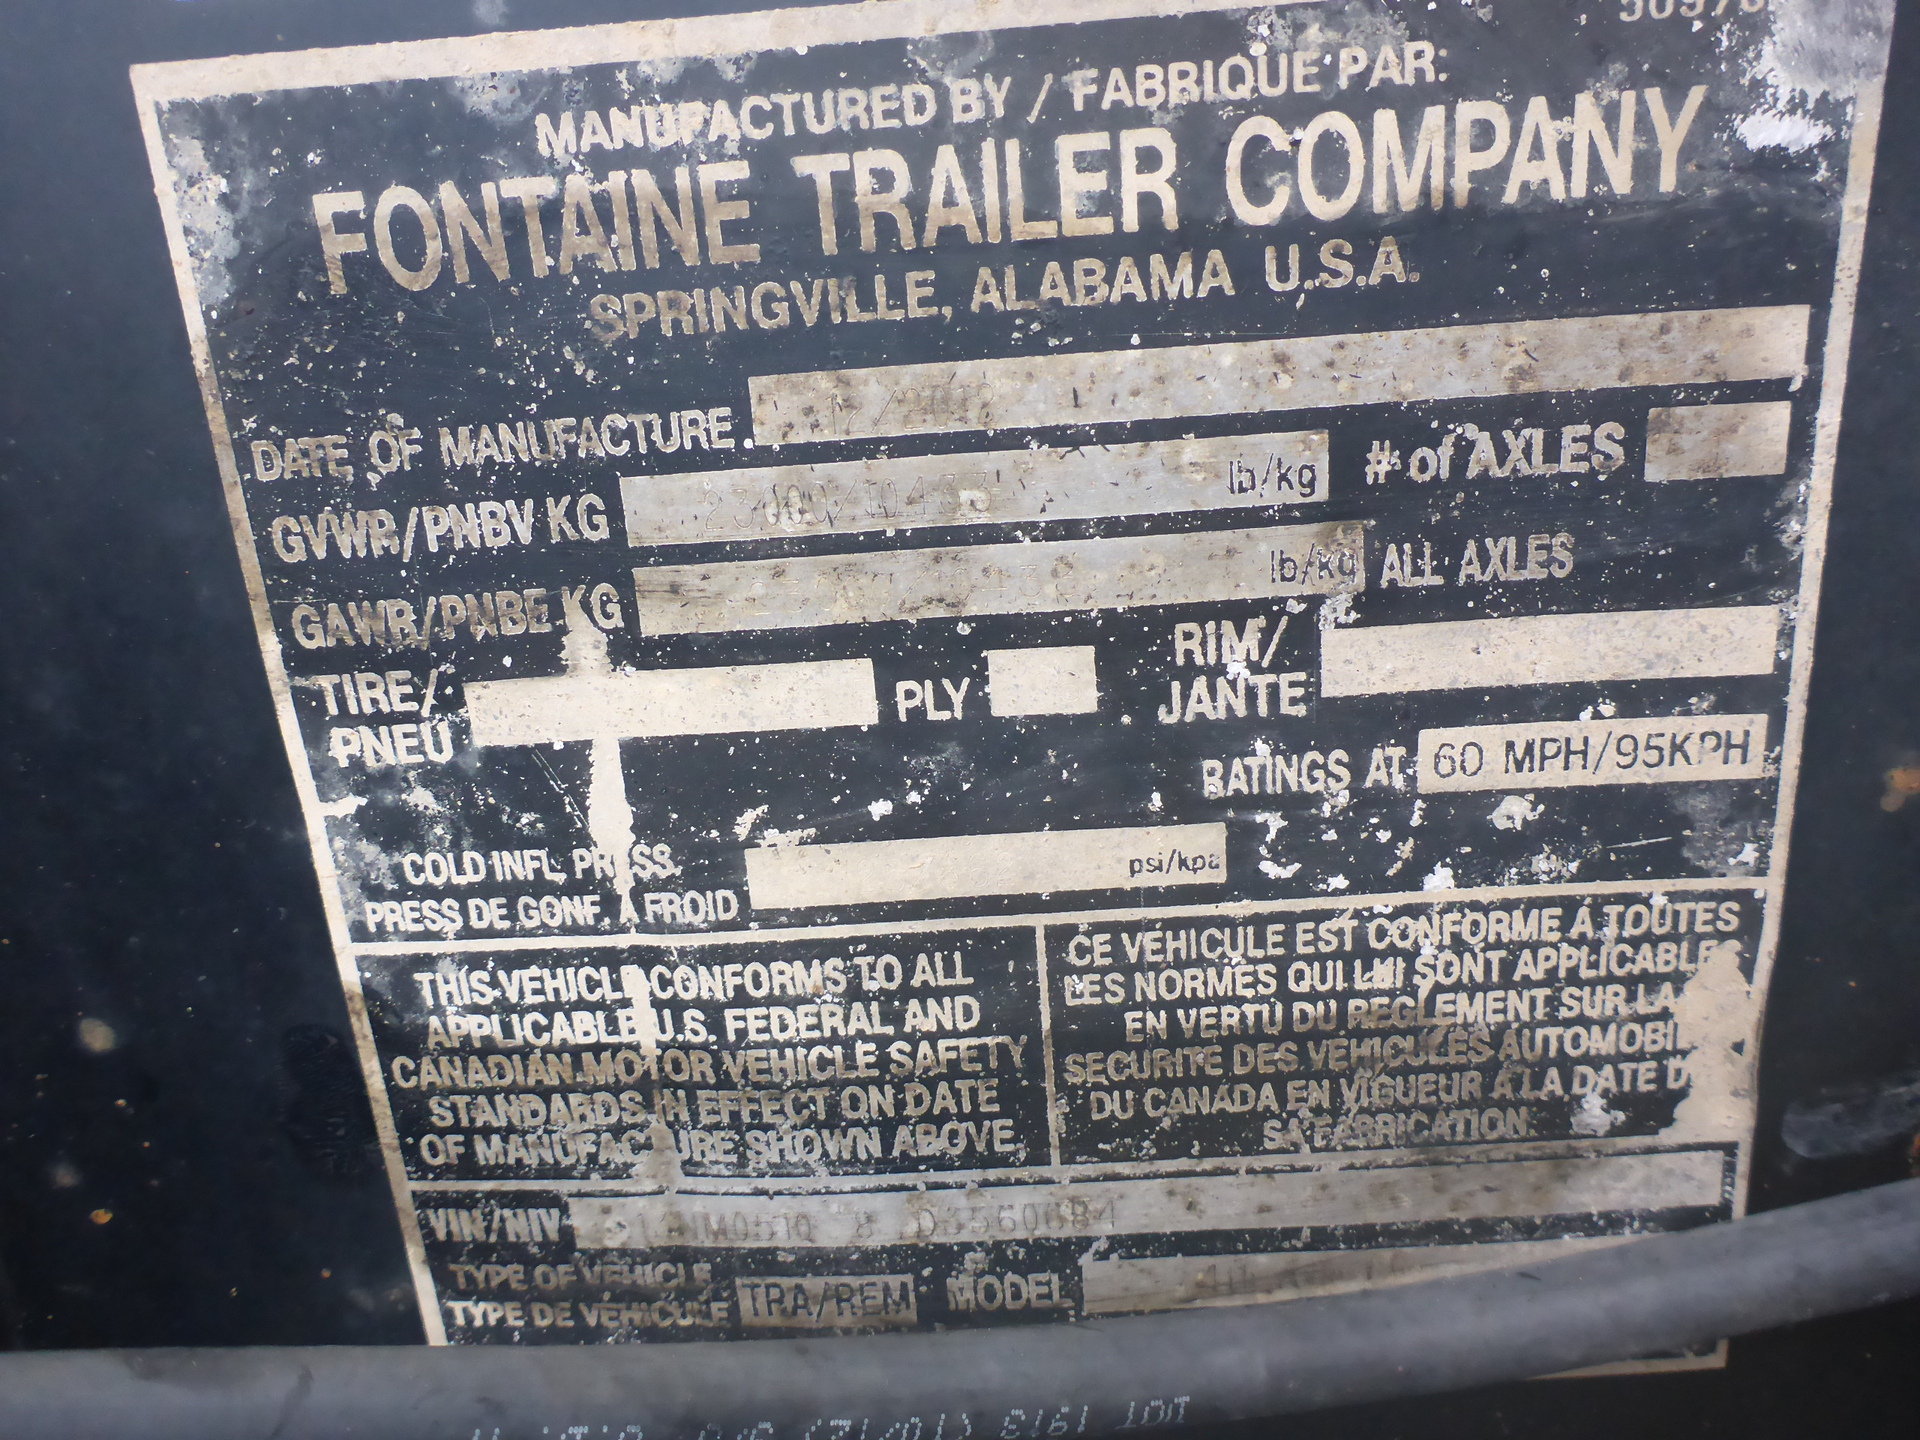 MANUFACTURED BY / FABRIQUE PAR:
FONTAINE TRAILER COMPANY
SPRINGVILLE, ALABAMA U.S.A.
DATE OF MANUFACTURE
GVWR/PNBV KG 23000/10433 lb/kg # of AXLES
GAWR/PNBE KG lb/kg ALL AXLES
TIRE/ PNEU PLY RIM/ JANTE
RATINGS AT 60 MPH/95KPH
COLD INFL. PRESS.
PRESS DE GONF. A FROID psi/kpa
THIS VEHICLE CONFORMS TO ALL
APPLICABLE U.S. FEDERAL AND
CANADIAN MOTOR VEHICLE SAFETY
STANDARDS IN EFFECT ON DATE
OF MANUFACTURE SHOWN ABOVE.
CE VEHICULE EST CONFORME A TOUTES
LES NORMES QUI LUI SONT APPLICABLES
EN VERTU DU REGLEMENT SUR LA
SECURITE DES VEHICULES AUTOMOBILES
DU CANADA EN VIGUEUR A LA DATE DE
SA FABRICATION.
VIN/NIV
TYPE OF VEHICLE
TYPE DE VEHICULE TRA/REM MODEL